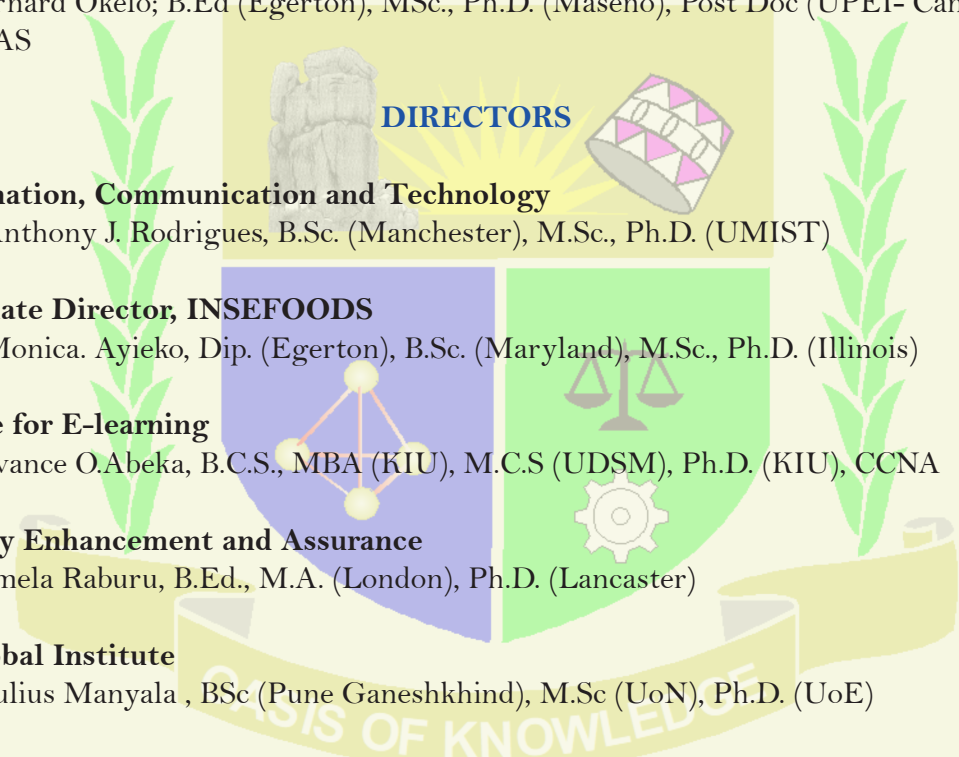 rnard Okelo; B.Ed (Egerton), MSc., Ph.D. (Maseno), Post Doc (UPEI- Can
AS
DIRECTORS
nation, Communication and Technology
Anthony J. Rodrigues, B.Sc. (Manchester), M.Sc., Ph.D. (UMIST)
ate Director, INSEFOODS
Monica. Ayieko, Dip. (Egerton), B.Sc. (Maryland), M.Sc., Ph.D. (Illinois)
e for E-learning
vance O.Abeka, B.C.S., MBA (KIU), M.C.S (UDSM), Ph.D. (KIU), CCNA
y Enhancement and Assurance
mela Raburu, B.Ed., M.A. (London), Ph.D. (Lancaster)
bal Institute
ulius Manyala , BSc (Pune Ganeshkhind), M.Sc (UoN), Ph.D. (UoE)
OASIS OF KNOWLEDGE